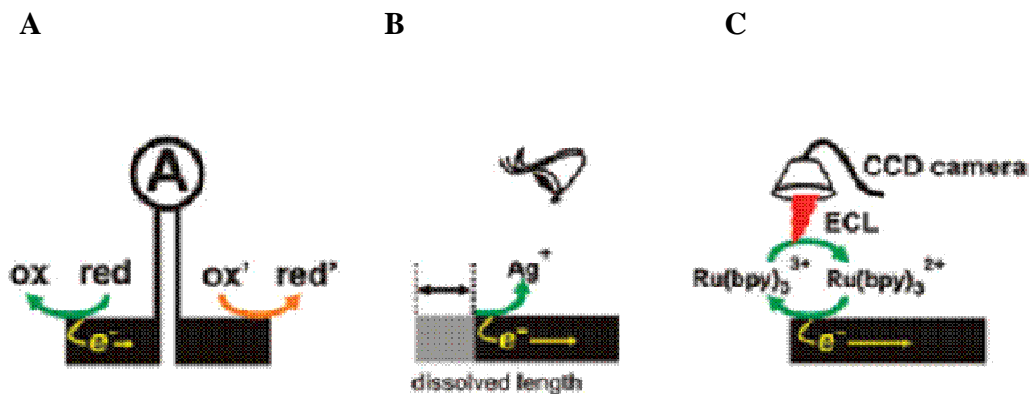 A B C
A
CCD camera
ECL
ox red ox' red'
Ag+
Ru(bpy)₃³⁺ Ru(bpy)₃²⁺
e⁻ e⁻ e⁻
dissolved length